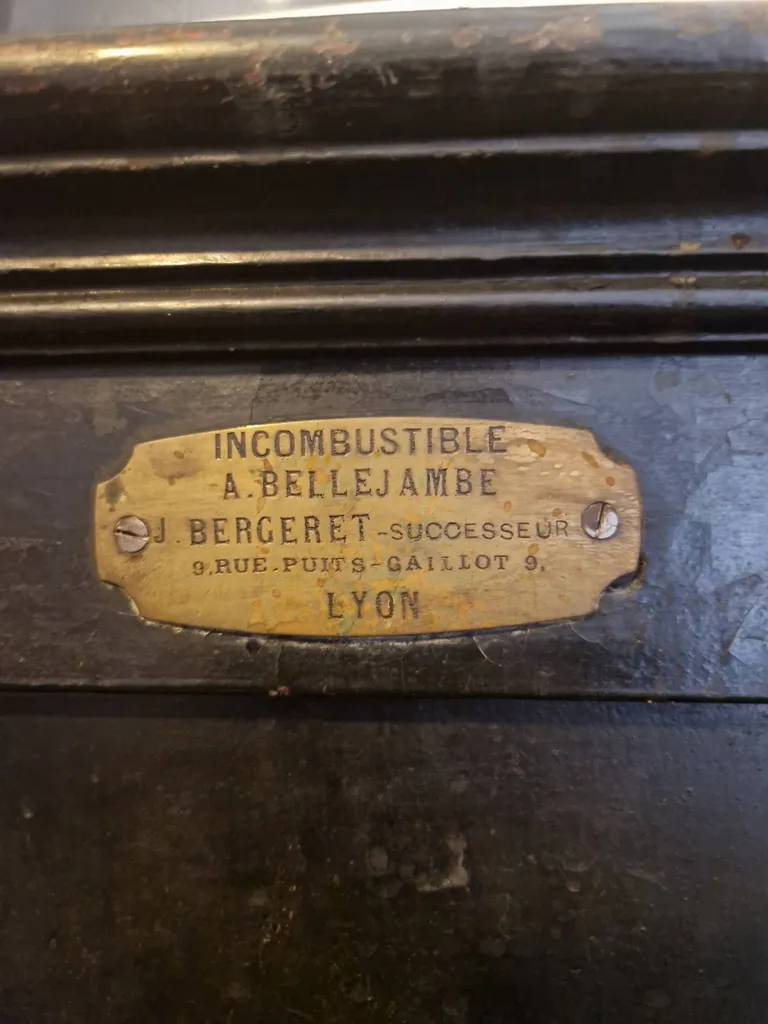 INCOMBUSTIBLE
A. BELLEJAMBE
J. BERGERET-SUCCESSEUR
9, RUE. PUITS-GAILLOT 9,
LYON